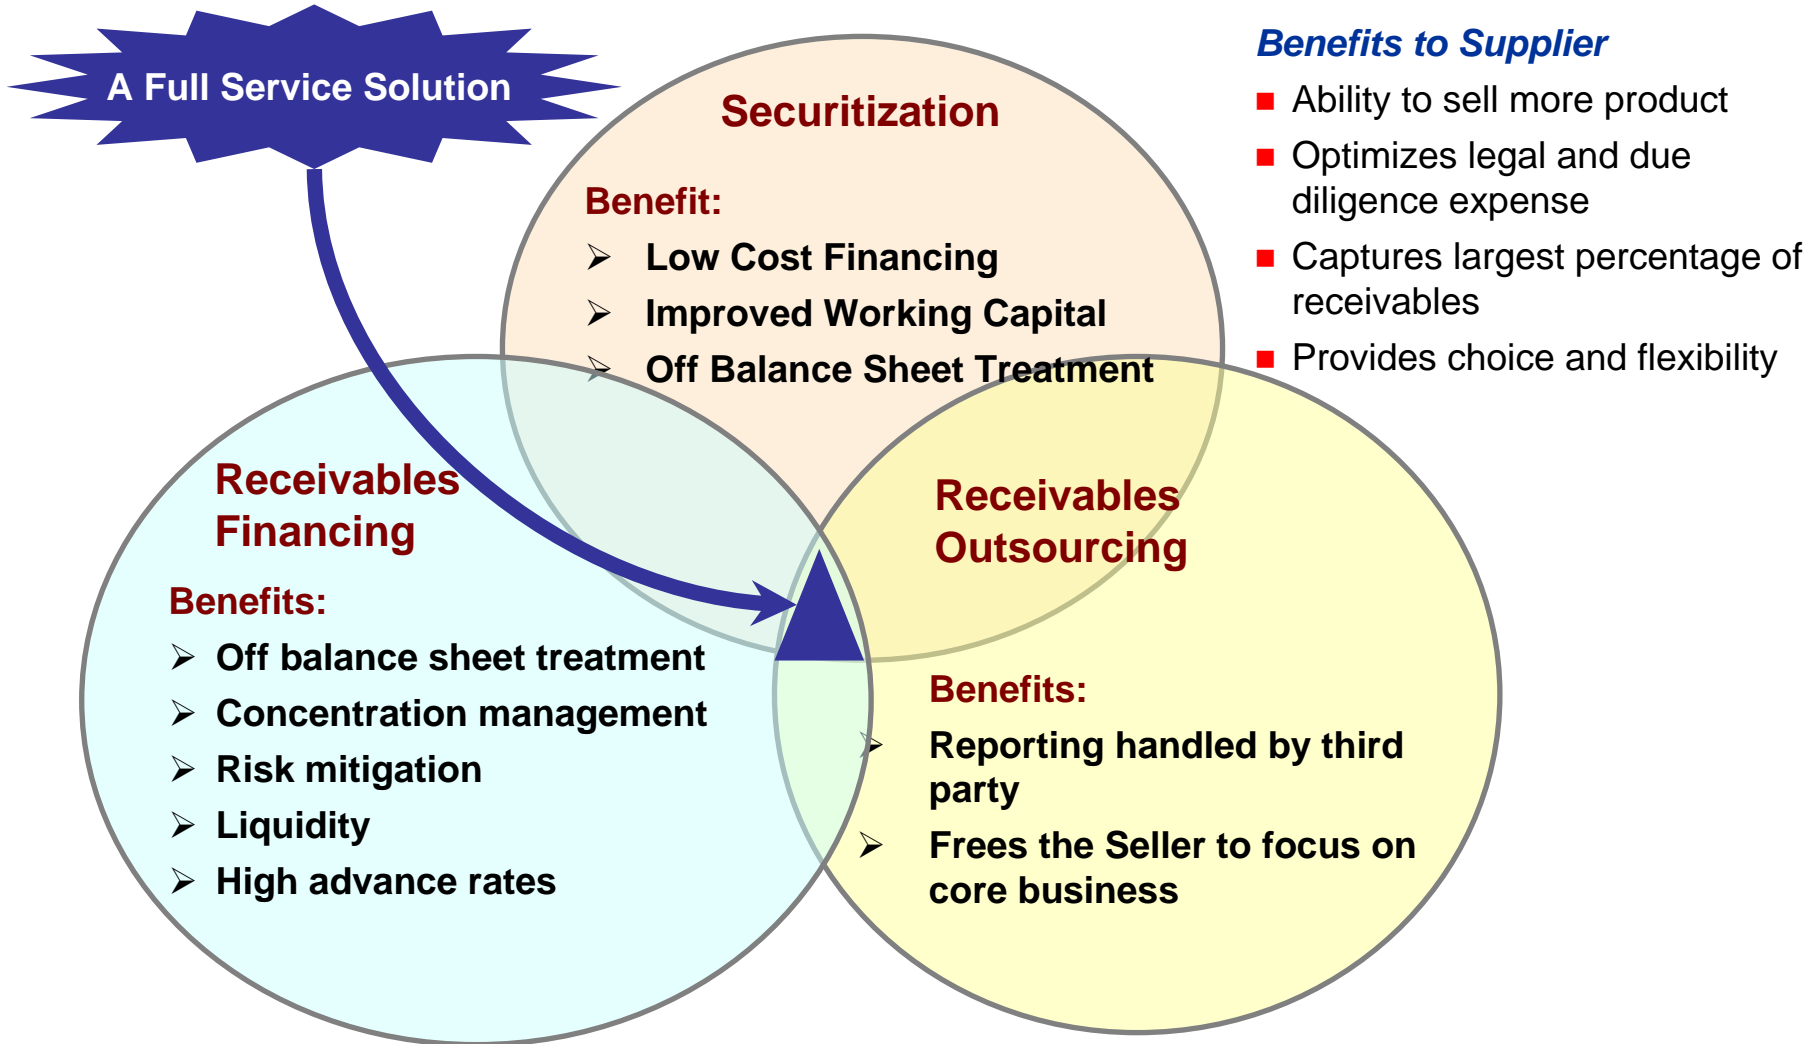 A Full Service Solution
Securitization
Benefit:
➢ Low Cost Financing
➢ Improved Working Capital
➢ Off Balance Sheet Treatment
Benefits to Supplier
■ Ability to sell more product
■ Optimizes legal and due
diligence expense
■ Captures largest percentage of
receivables
■ Provides choice and flexibility
Receivables
Financing
Benefits:
➢ Off balance sheet treatment
➢ Concentration management
➢ Risk mitigation
➢ Liquidity
➢ High advance rates
Receivables
Outsourcing
Benefits:
➢ Reporting handled by third
party
➢ Frees the Seller to focus on
core business